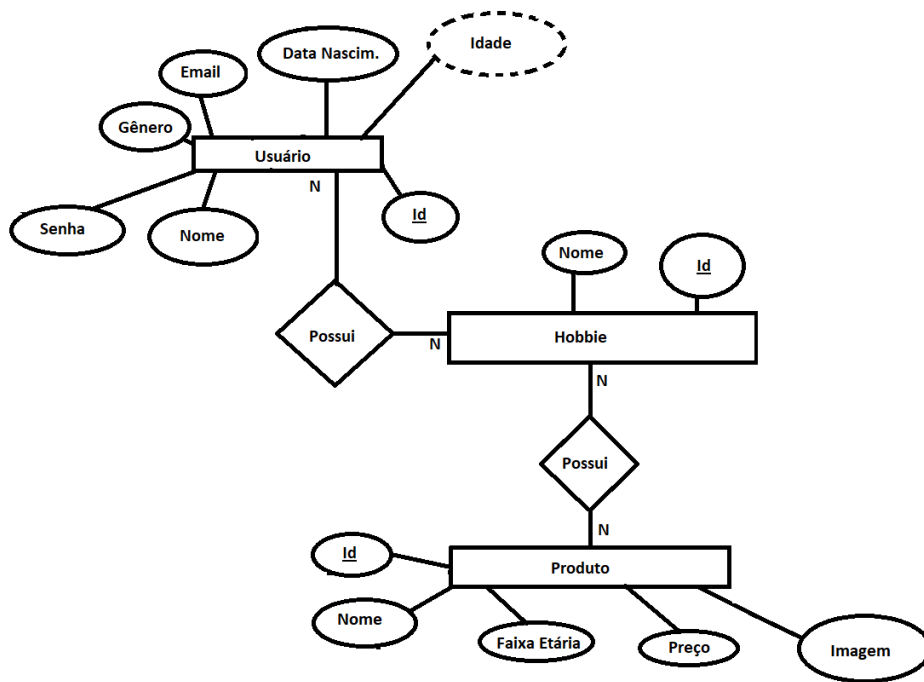 Data Nascim.
Idade
Email
Gênero
Usuário
N
Id
Senha
Nome
Nome
Id
Possui
N
Hobbie
N
Possui
N
Id
Produto
Nome
Faixa Etária
Preço
Imagem